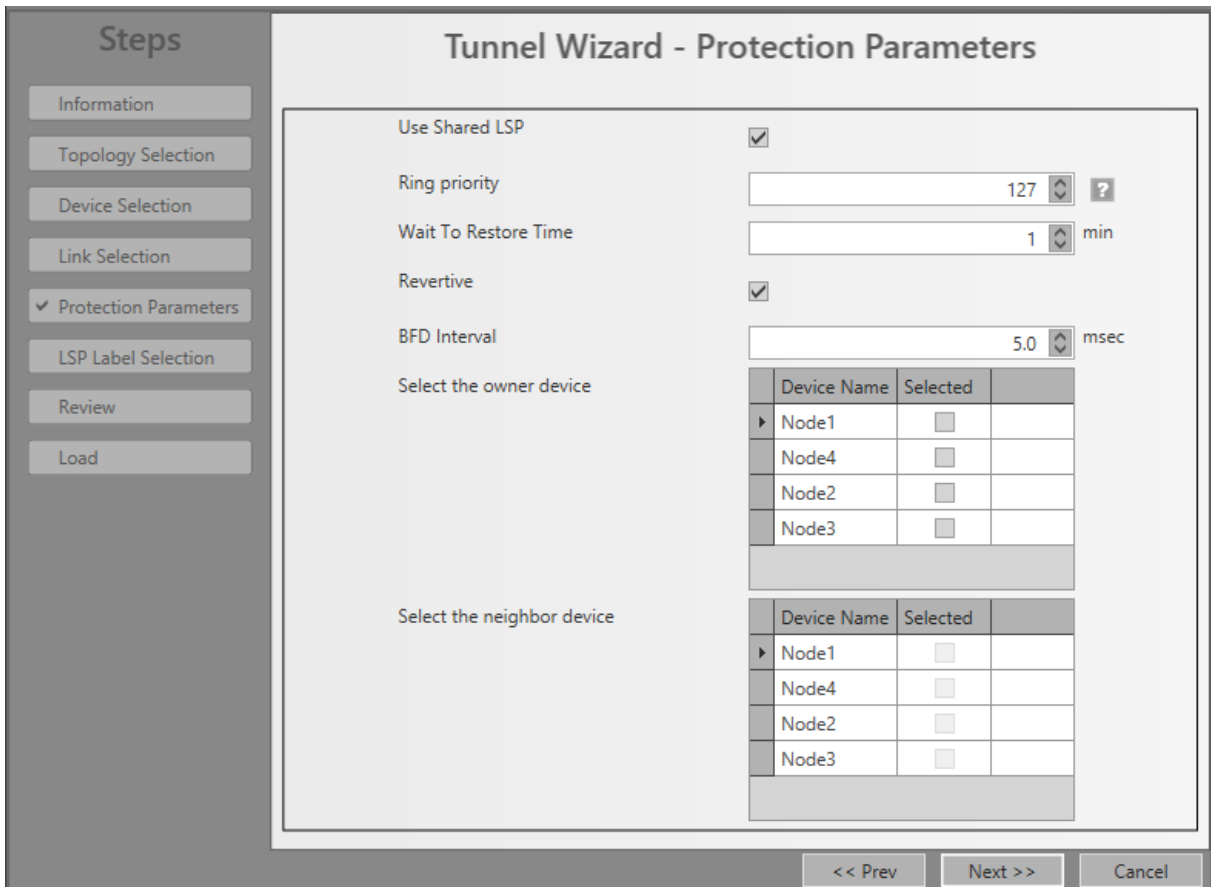 Steps
Information
Topology Selection
Device Selection
Link Selection
Protection Parameters
LSP Label Selection
Review
Load
Tunnel Wizard - Protection Parameters
Use Shared LSP
Ring priority 127 ?
Wait To Restore Time 1 min
Revertive
BFD Interval 5.0 msec
Select the owner device
Device Name Selected
Node1
Node4
Node2
Node3
Select the neighbor device
Device Name Selected
Node1
Node4
Node2
Node3
<< Prev Next >> Cancel